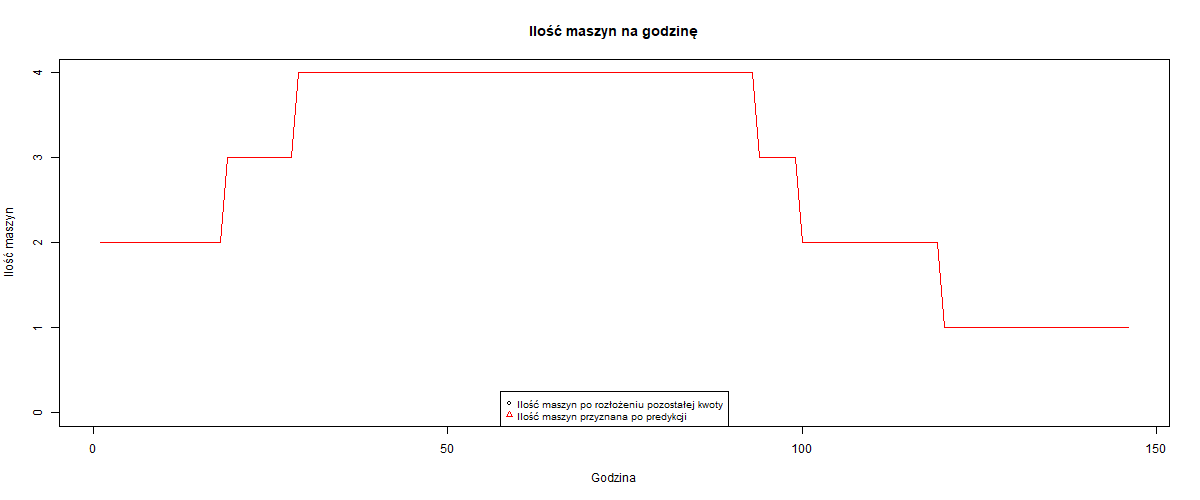 Ilość maszyn na godzinę
Ilość maszyn
4
3
2
1
0
Ilość maszyn po rozłożeniu pozostałej kwoty
Ilość maszyn przyznana po predykcji
0 50 100 150
Godzina